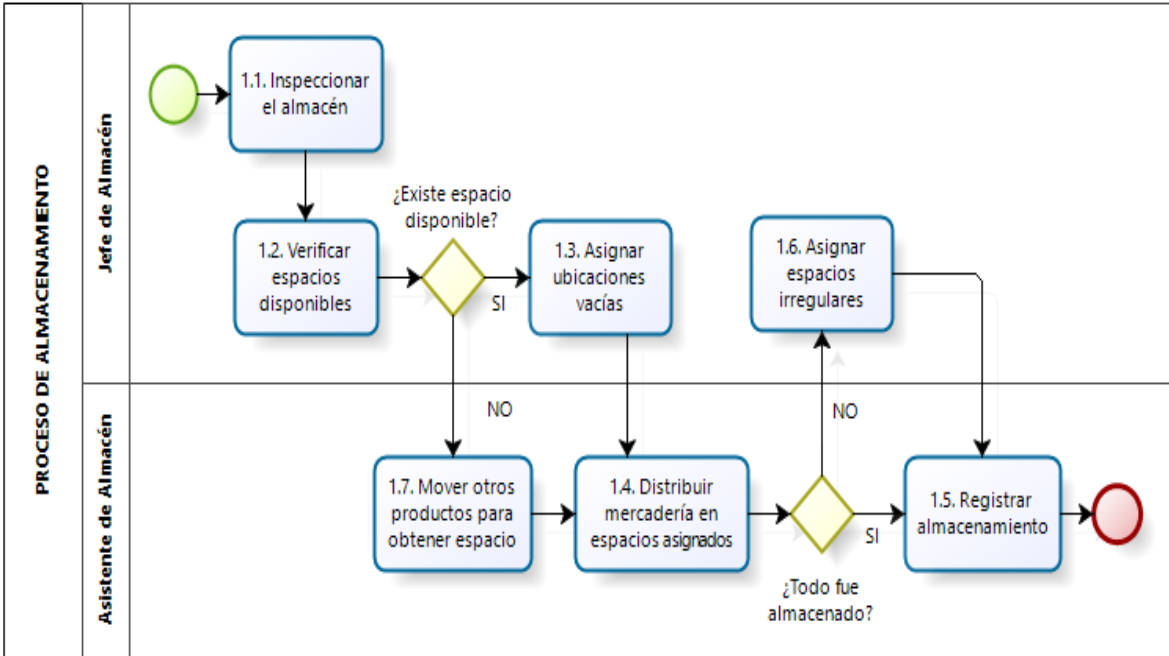 PROCESO DE ALMACENAMIENTO
Jefe de Almacén
1.1. Inspeccionar
el almacén
1.2. Verificar
espacios
disponibles
¿Existe espacio
disponible?
SI
NO
1.3. Asignar
ubicaciones
vacías
1.6. Asignar
espacios
irregulares
Asistente de Almacén
1.7. Mover otros
productos para
obtener espacio
1.4. Distribuir
mercadería en
espacios asignados
¿Todo fue
almacenado?
NO
SI
1.5. Registrar
almacenamiento